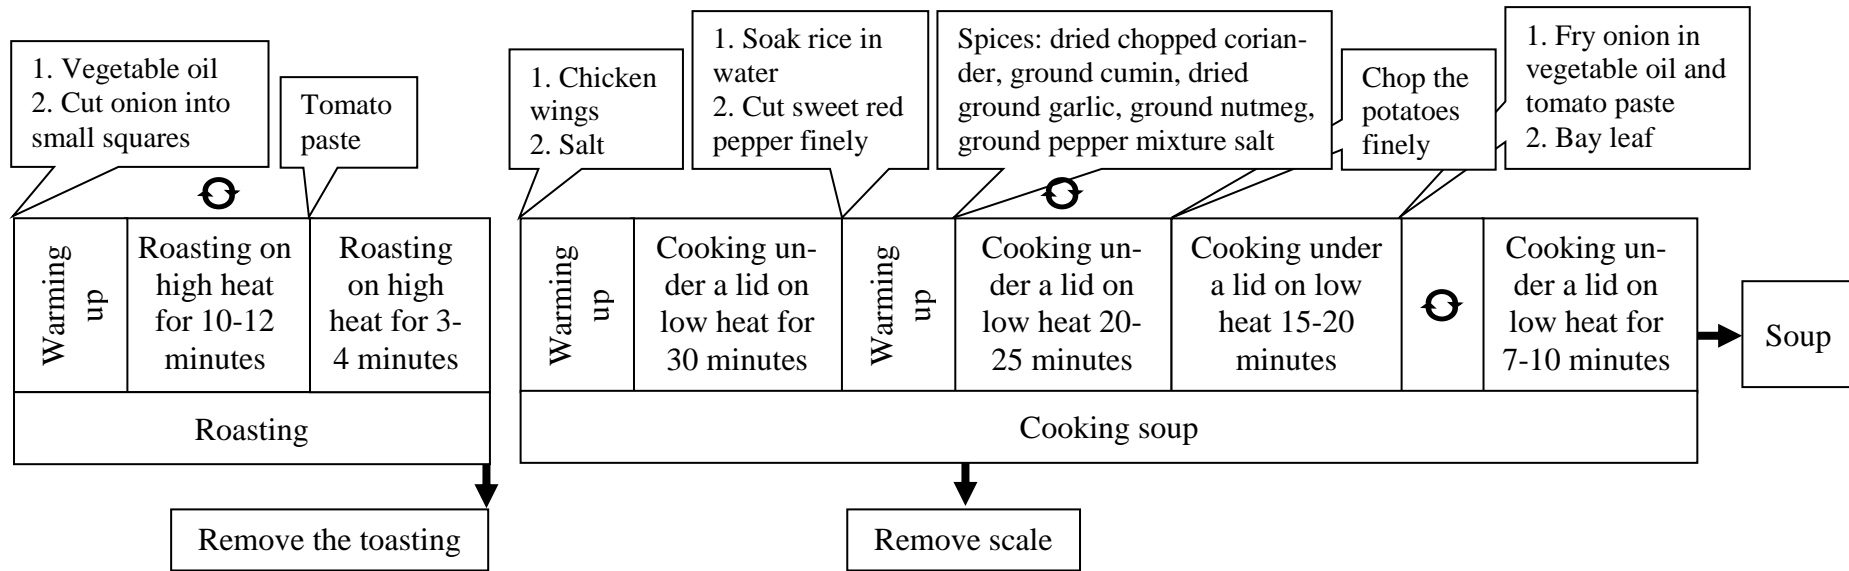 1. Vegetable oil
2. Cut onion into
small squares
Tomato
paste
1. Chicken
wings
2. Salt
1. Soak rice in
water
2. Cut sweet red
pepper finely
Spices: dried chopped corian-
der, ground cumin, dried
ground garlic, ground nutmeg,
ground pepper mixture salt
Chop the
potatoes
finely
1. Fry onion in
vegetable oil and
tomato paste
2. Bay leaf
Warming
up
Roasting on
high heat
for 10-12
minutes
Roasting
on high
heat for 3-
4 minutes
Roasting
Remove the toasting
Warming
up
Cooking un-
der a lid on
low heat for
30 minutes
Warming
up
Cooking un-
der a lid on
low heat 20-
25 minutes
Cooking under
a lid on low
heat 15-20
minutes
Cooking un-
der a lid on
low heat for
7-10 minutes
Cooking soup
Remove scale
Soup